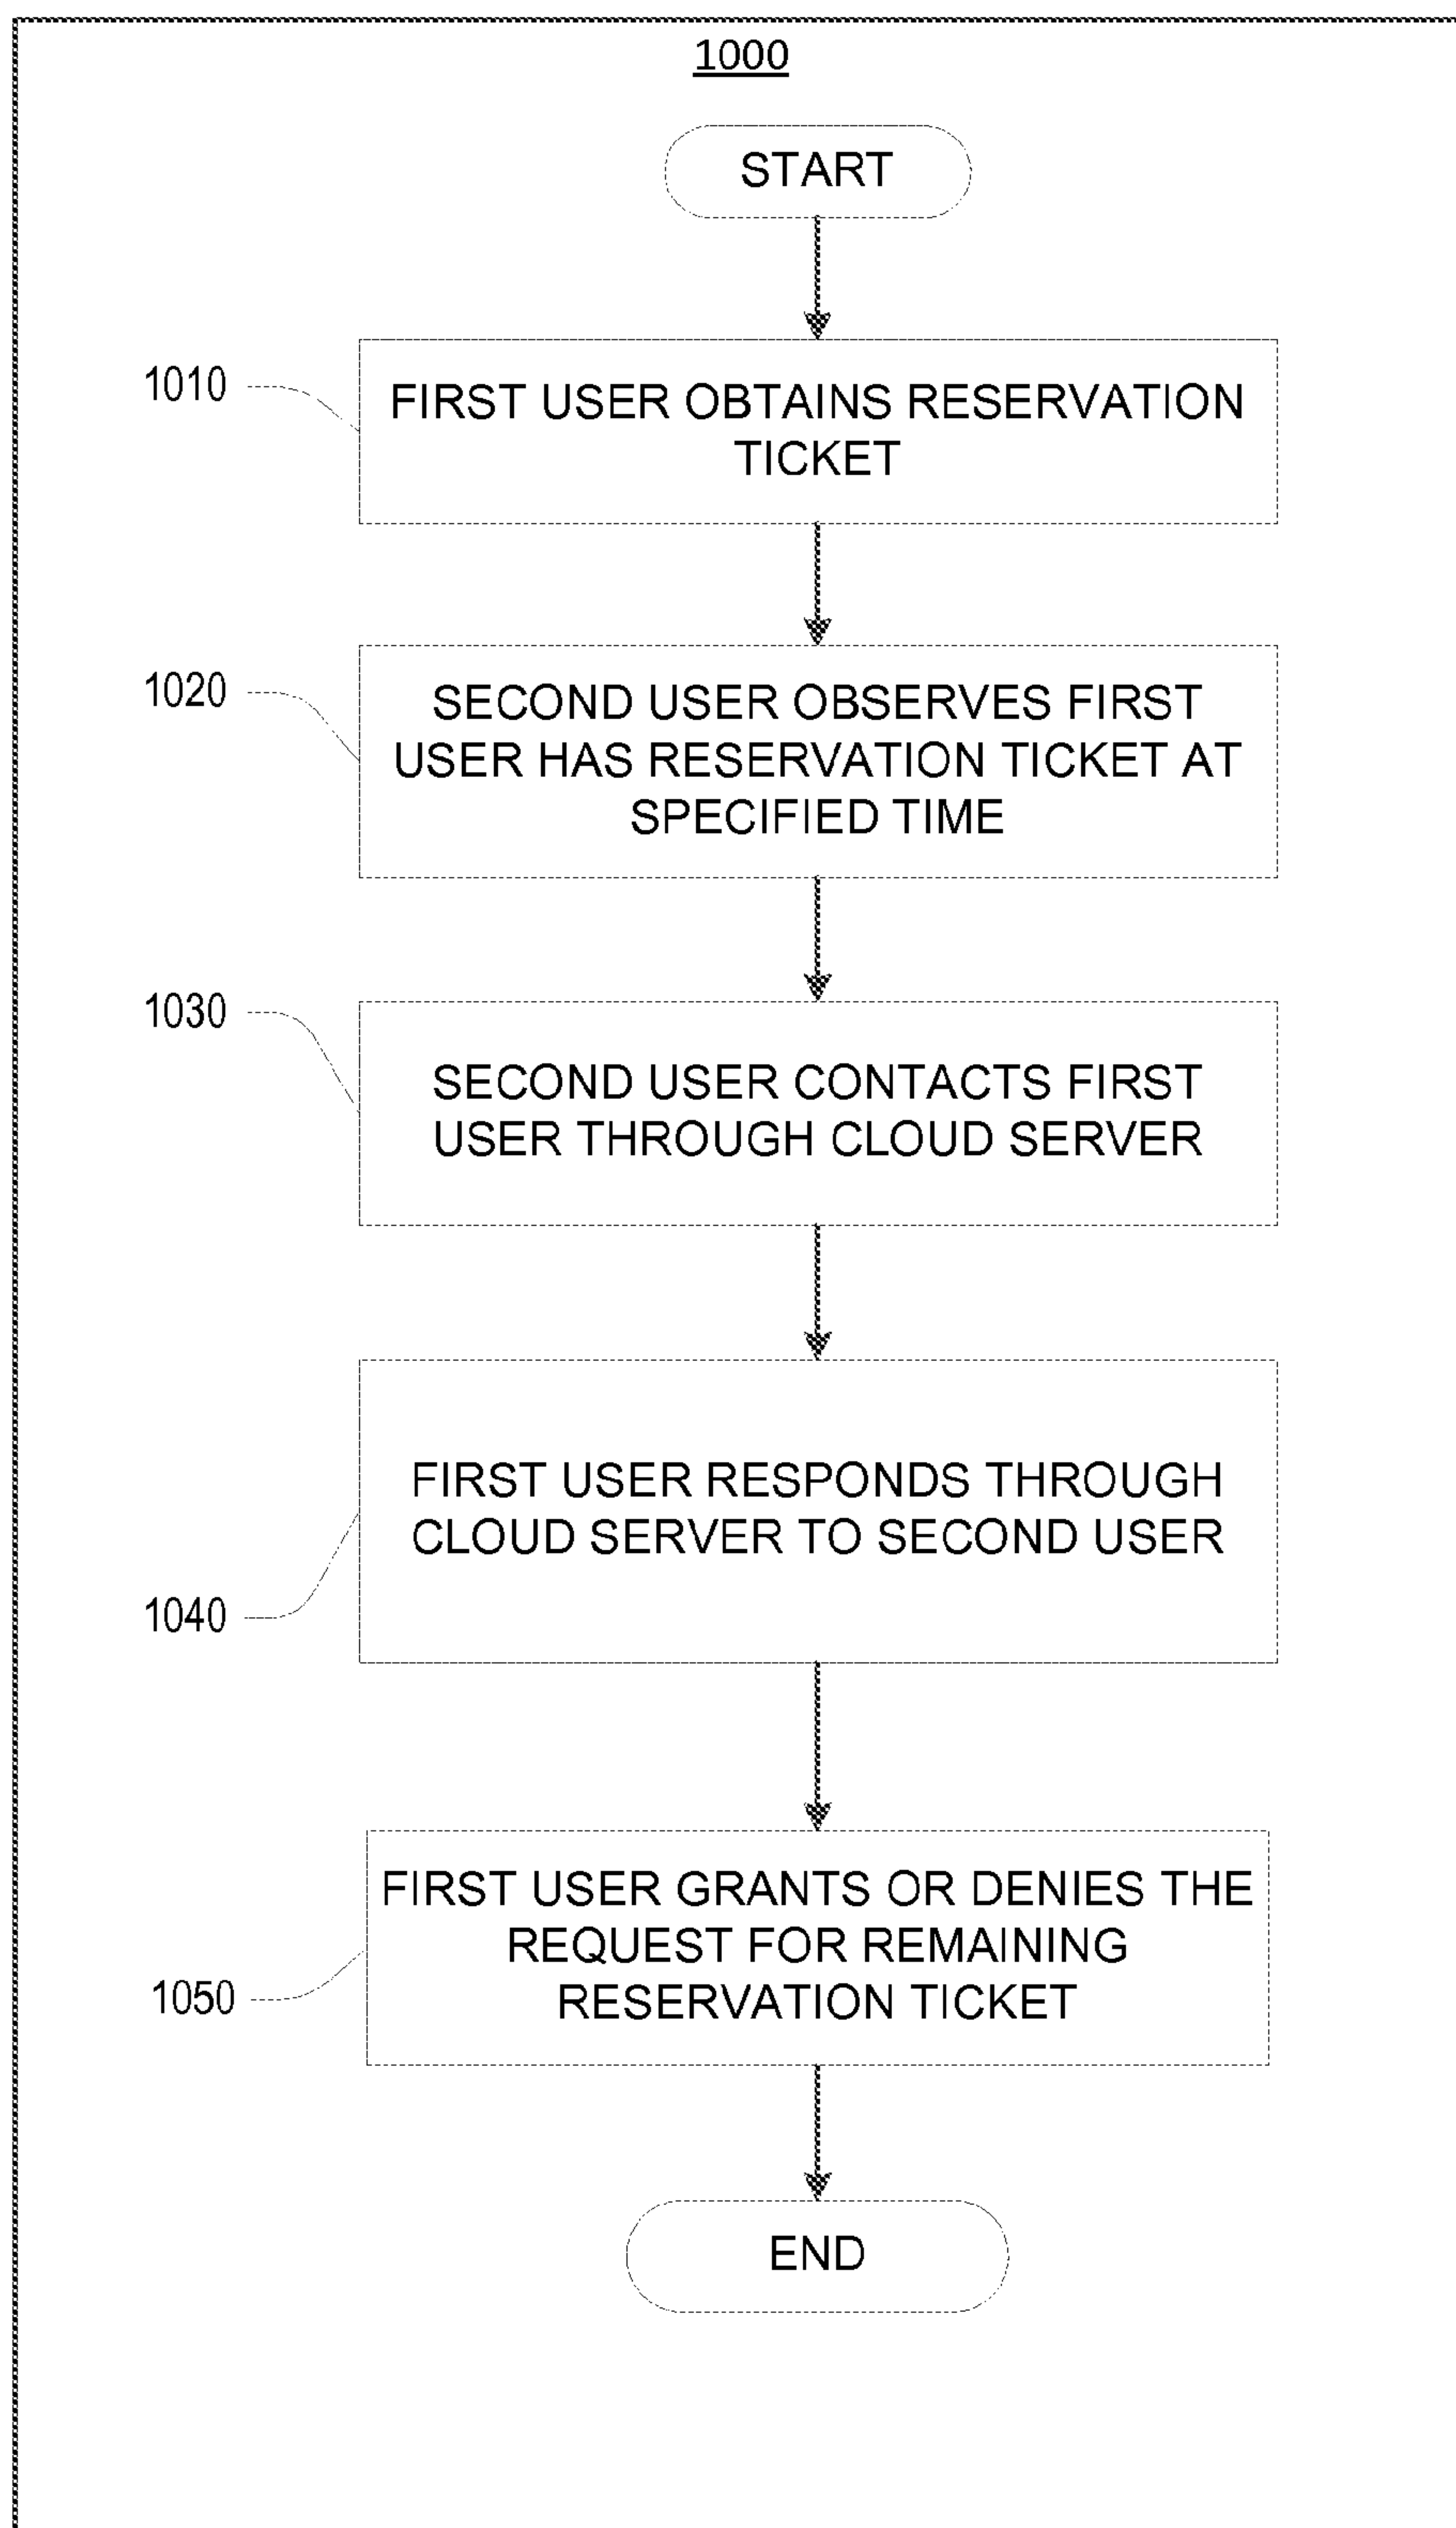 1000
START
1010
FIRST USER OBTAINS RESERVATION
TICKET
1020
SECOND USER OBSERVES FIRST
USER HAS RESERVATION TICKET AT
SPECIFIED TIME
1030
SECOND USER CONTACTS FIRST
USER THROUGH CLOUD SERVER
FIRST USER RESPONDS THROUGH
CLOUD SERVER TO SECOND USER
1040
FIRST USER GRANTS OR DENIES THE
REQUEST FOR REMAINING
RESERVATION TICKET
1050
END